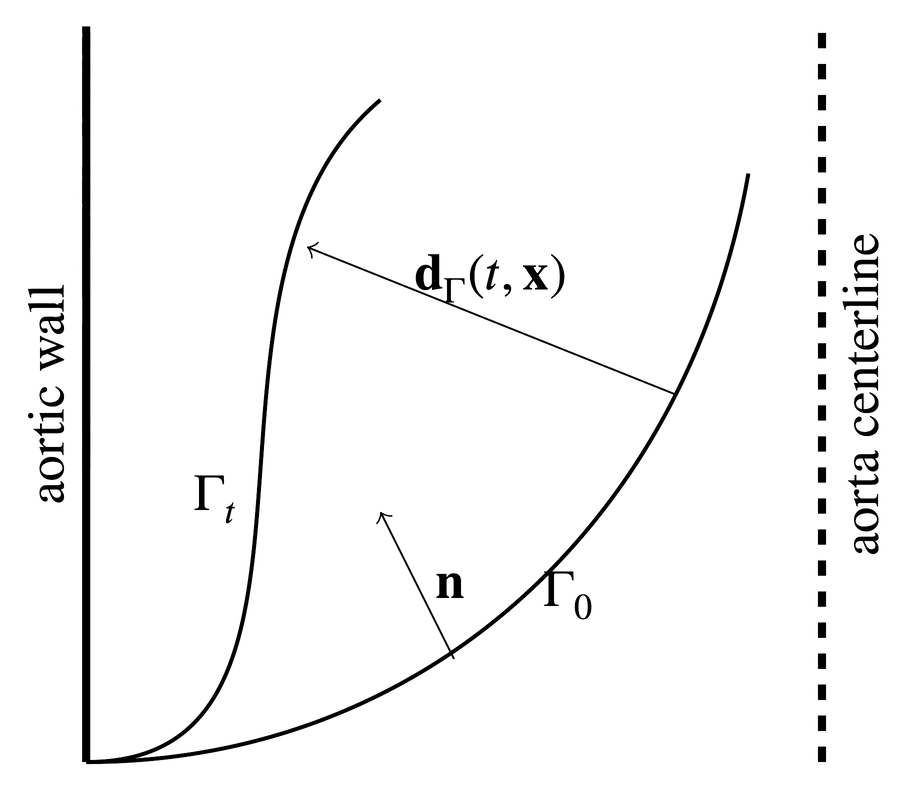 aortic wall
𝐝_Γ(t, 𝐱)
Γ_t
𝐧
Γ_0
aorta centerline